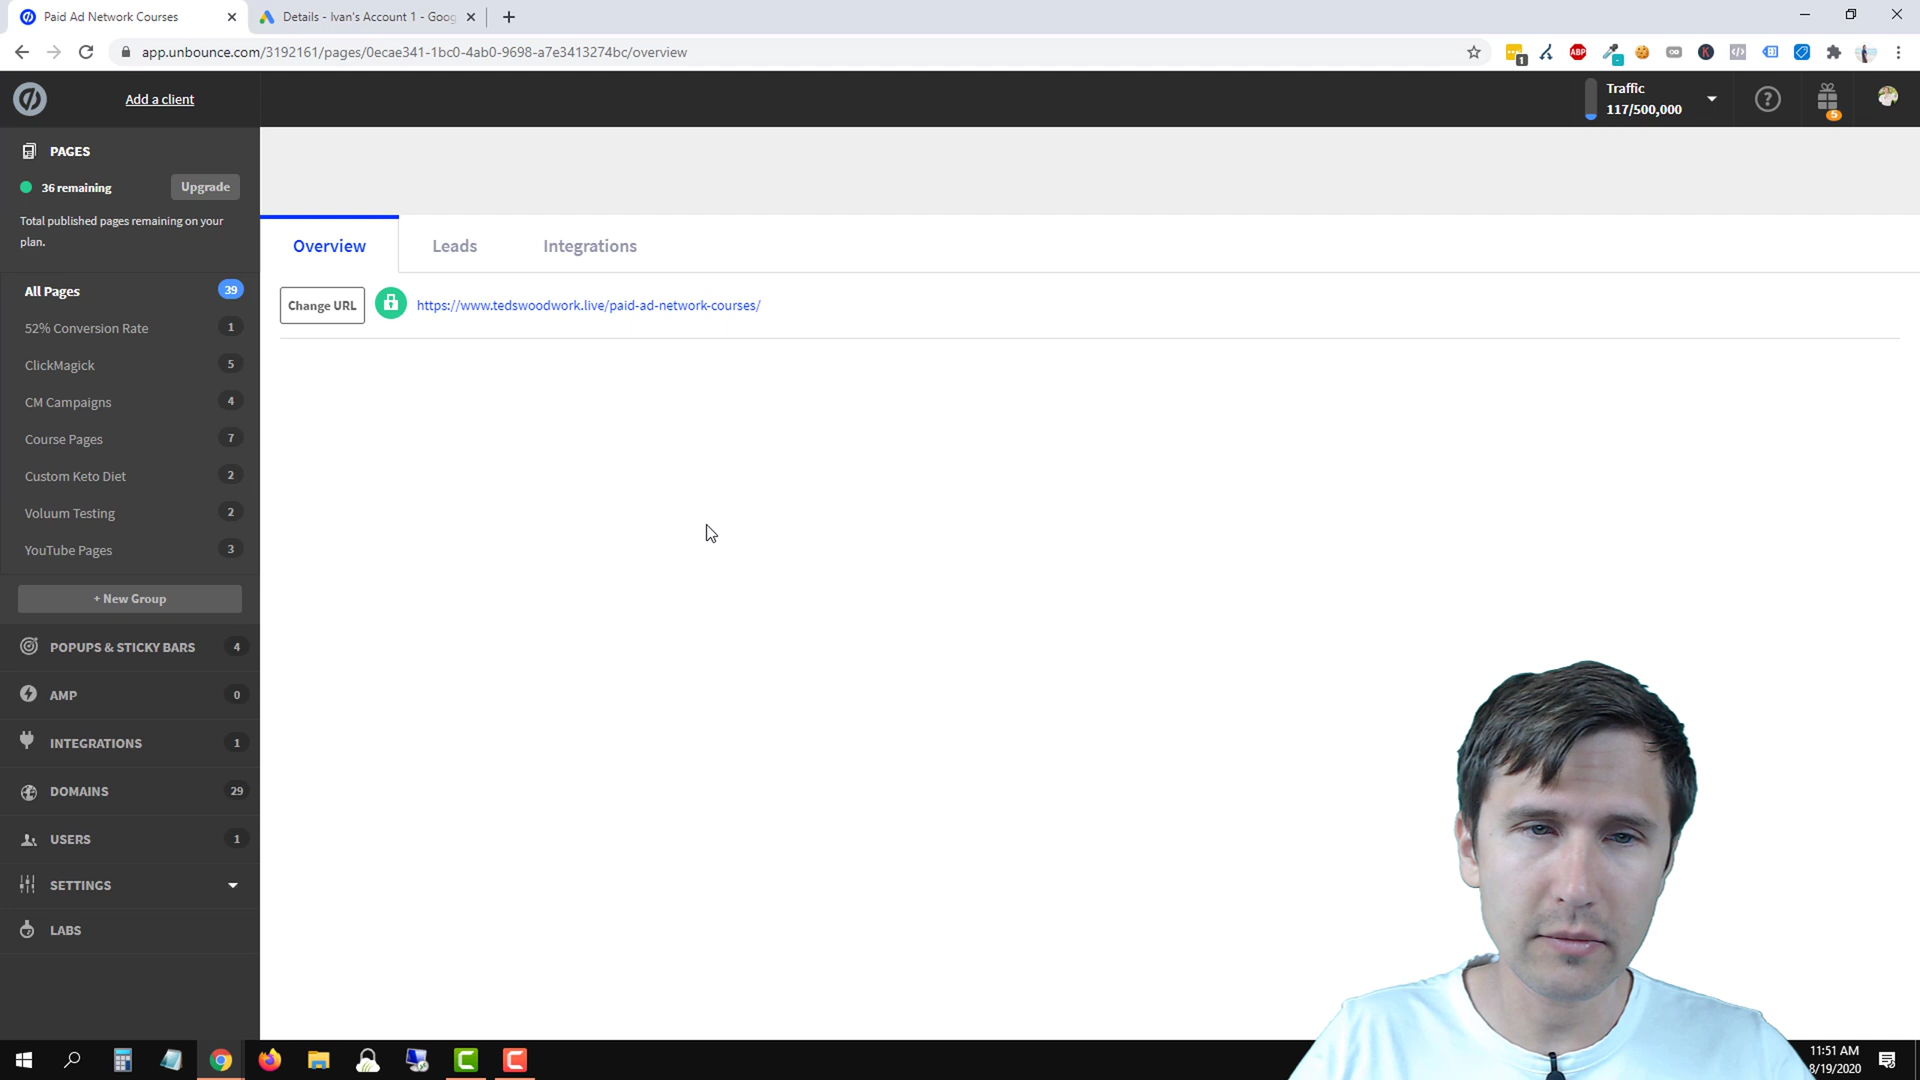 Paid Ad Network Courses
Details - Ivan's Account 1 - Goog
app.unbounce.com/3192161/pages/0ecae341-1bc0-4ab0-9698-a7e3413274bc/overview
1
ABP
Add a client
Traffic
117/500,000
?
5
PAGES
36 remaining
Upgrade
Total published pages remaining on your
plan.
Overview
Leads
Integrations
Change URL
https://www.tedswoodwork.live/paid-ad-network-courses/
All Pages 39
52% Conversion Rate 1
ClickMagick 5
CM Campaigns 4
Course Pages 7
Custom Keto Diet 2
Voluum Testing 2
YouTube Pages 3
+ New Group
POPUPS & STICKY BARS 4
AMP 0
INTEGRATIONS 1
DOMAINS 29
USERS 1
SETTINGS
LABS
11:51 AM
8/19/2020